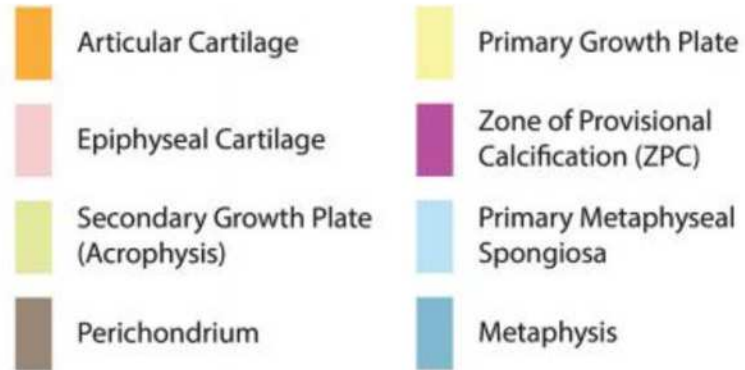 Articular Cartilage
Primary Growth Plate
Epiphyseal Cartilage
Zone of Provisional
Calcification (ZPC)
Secondary Growth Plate
(Acrophysis)
Primary Metaphyseal
Spongiosa
Perichondrium
Metaphysis